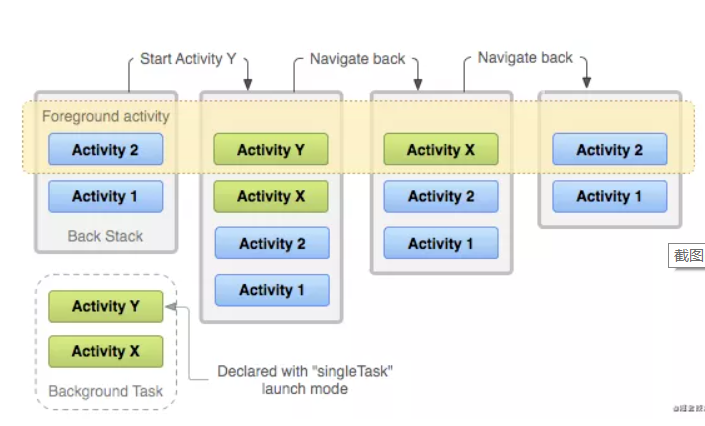 Start Activity Y
Navigate back
Navigate back
Foreground activity
Activity 2
Activity Y
Activity X
Activity 2
Activity 1
Activity X
Activity 2
Activity 1
Back Stack
Activity 2
Activity 1
Activity 1
截图
Activity Y
Activity X
Background Task
Declared with "singleTask"
launch mode